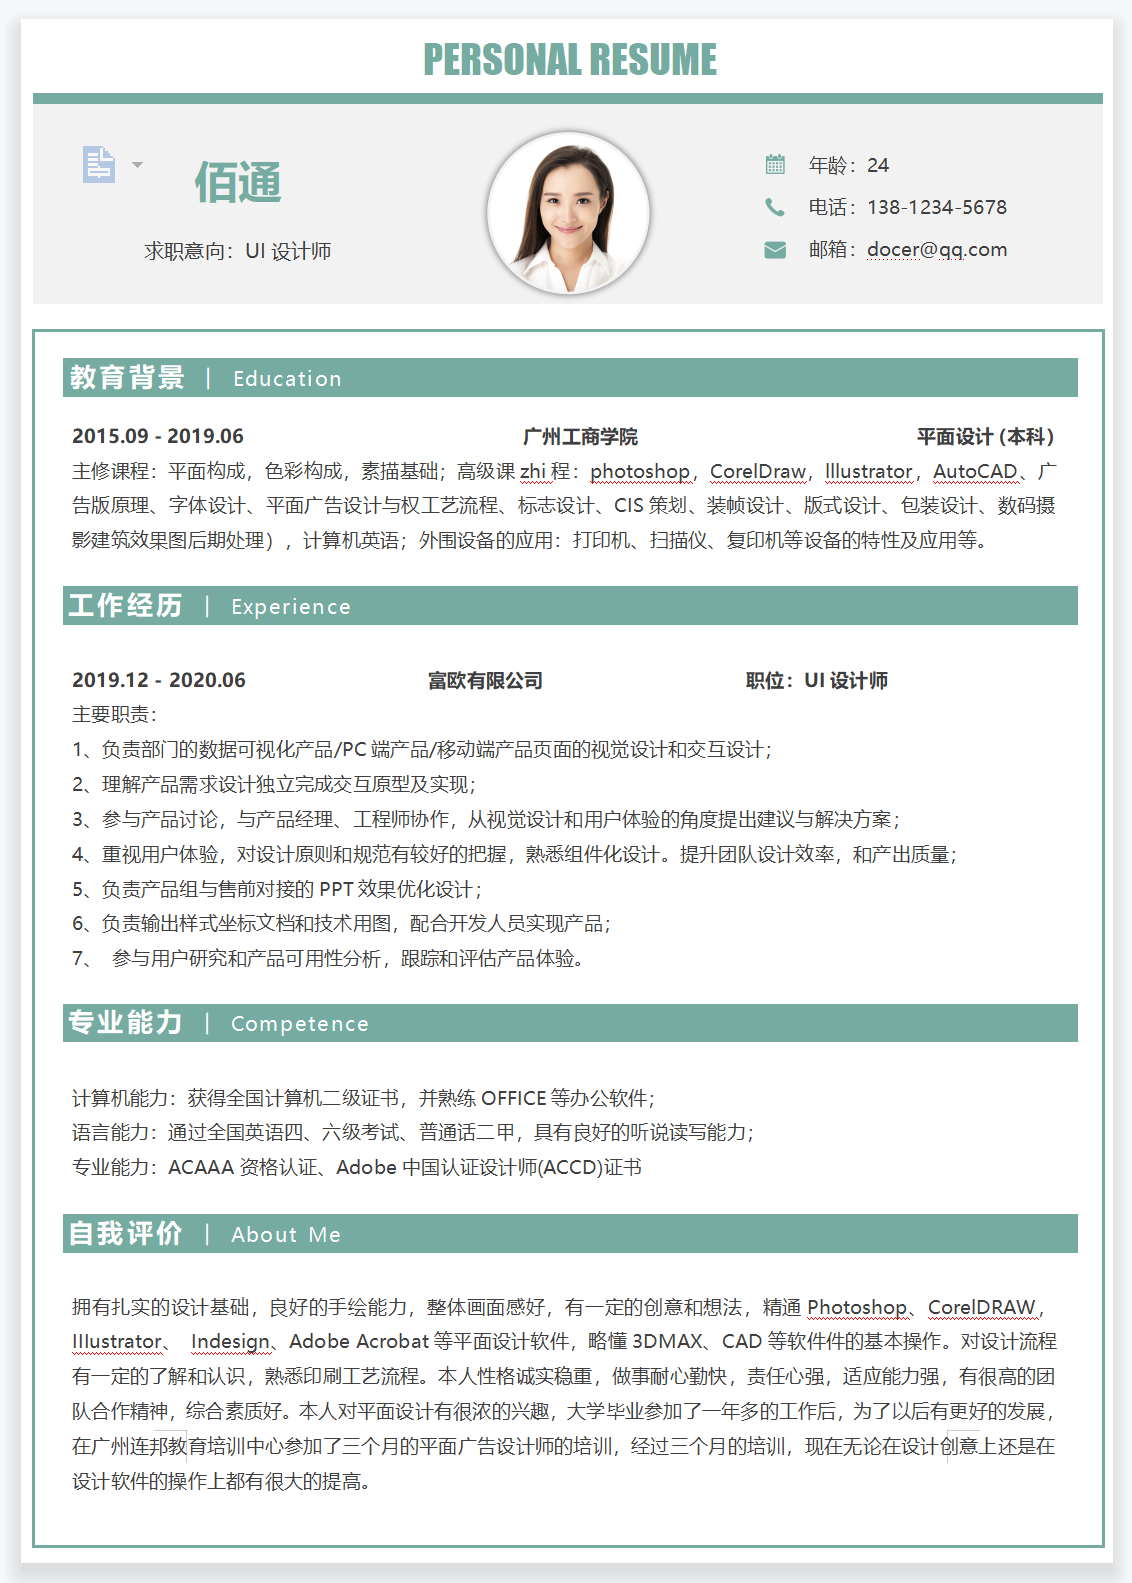 PERSONAL RESUME
佰通
求职意向：UI 设计师
年龄：24
电话：138-1234-5678
邮箱：docer@qq.com
教育背景 | Education
2015.09 - 2019.06 广州工商学院 平面设计（本科）
主修课程：平面构成，色彩构成，素描基础；高级课 zhi 程：photoshop，CorelDraw，lllustrator，AutoCAD、广
告版原理、字体设计、平面广告设计与权工艺流程、标志设计、CIS 策划、装帧设计、版式设计、包装设计、数码摄
影建筑效果图后期处理），计算机英语；外围设备的应用：打印机、扫描仪、复印机等设备的特性及应用等。
工作经历 | Experience
2019.12 - 2020.06 富欧有限公司 职位：UI 设计师
主要职责：
1、负责部门的数据可视化产品/PC 端产品/移动端产品页面的视觉设计和交互设计；
2、理解产品需求设计独立完成交互原型及实现；
3、参与产品讨论，与产品经理、工程师协作，从视觉设计和用户体验的角度提出建议与解决方案；
4、重视用户体验，对设计原则和规范有较好的把握，熟悉组件化设计。提升团队设计效率，和产出质量；
5、负责产品组与售前对接的 PPT 效果优化设计；
6、负责输出样式坐标文档和技术用图，配合开发人员实现产品；
7、 参与用户研究和产品可用性分析，跟踪和评估产品体验。
专业能力 | Competence
计算机能力：获得全国计算机二级证书，并熟练 OFFICE 等办公软件；
语言能力：通过全国英语四、六级考试、普通话二甲，具有良好的听说读写能力；
专业能力：ACAAA 资格认证、Adobe 中国认证设计师(ACCD)证书
自我评价 | About Me
拥有扎实的设计基础，良好的手绘能力，整体画面感好，有一定的创意和想法，精通 Photoshop、CorelDRAW，
IIIustrator、 Indesign、Adobe Acrobat 等平面设计软件，略懂 3DMAX、CAD 等软件件的基本操作。对设计流程
有一定的了解和认识，熟悉印刷工艺流程。本人性格诚实稳重，做事耐心勤快，责任心强，适应能力强，有很高的团
队合作精神，综合素质好。本人对平面设计有很浓的兴趣，大学毕业参加了一年多的工作后，为了以后有更好的发展，
在广州连邦教育培训中心参加了三个月的平面广告设计师的培训，经过三个月的培训，现在无论在设计创意上还是在
设计软件的操作上都有很大的提高。